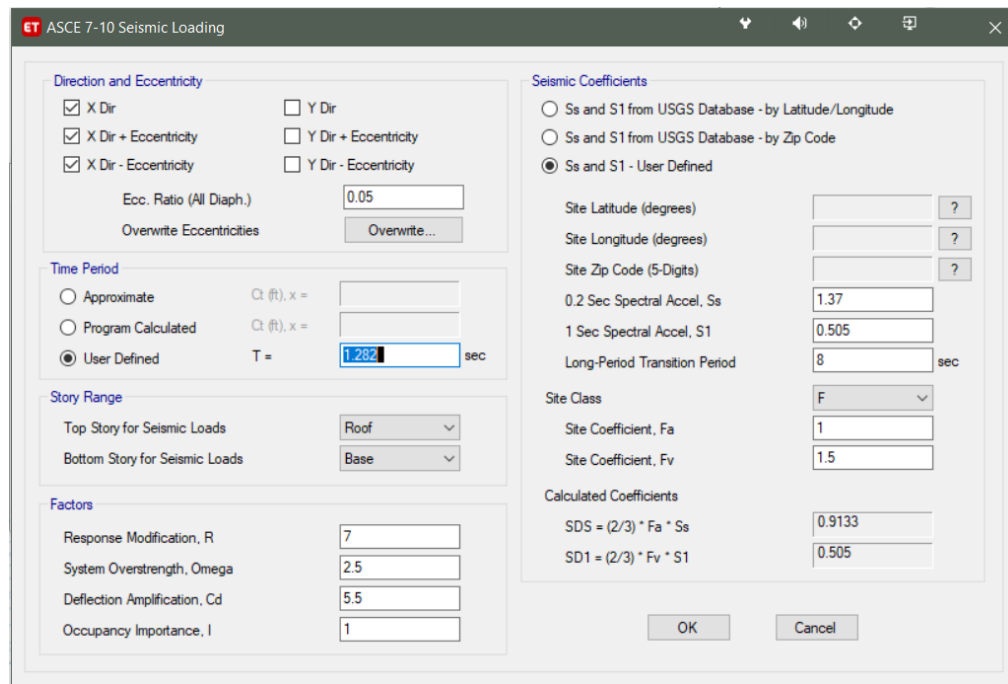 ET ASCE 7-10 Seismic Loading
Direction and Eccentricity
X Dir Y Dir
X Dir + Eccentricity Y Dir + Eccentricity
X Dir - Eccentricity Y Dir - Eccentricity
Ecc. Ratio (All Diaph.) 0.05
Overwrite Eccentricities Overwrite...
Time Period
Approximate Ct (ft), x =
Program Calculated Ct (ft), x =
User Defined T = 1.282 sec
Story Range
Top Story for Seismic Loads Roof
Bottom Story for Seismic Loads Base
Factors
Response Modification, R 7
System Overstrength, Omega 2.5
Deflection Amplification, Cd 5.5
Occupancy Importance, I 1
Seismic Coefficients
Ss and S1 from USGS Database - by Latitude/Longitude
Ss and S1 from USGS Database - by Zip Code
Ss and S1 - User Defined
Site Latitude (degrees) ?
Site Longitude (degrees) ?
Site Zip Code (5-Digits) ?
0.2 Sec Spectral Accel, Ss 1.37
1 Sec Spectral Accel, S1 0.505
Long-Period Transition Period 8 sec
Site Class F
Site Coefficient, Fa 1
Site Coefficient, Fv 1.5
Calculated Coefficients
SDS = (2/3) * Fa * Ss 0.9133
SD1 = (2/3) * Fv * S1 0.505
OK Cancel